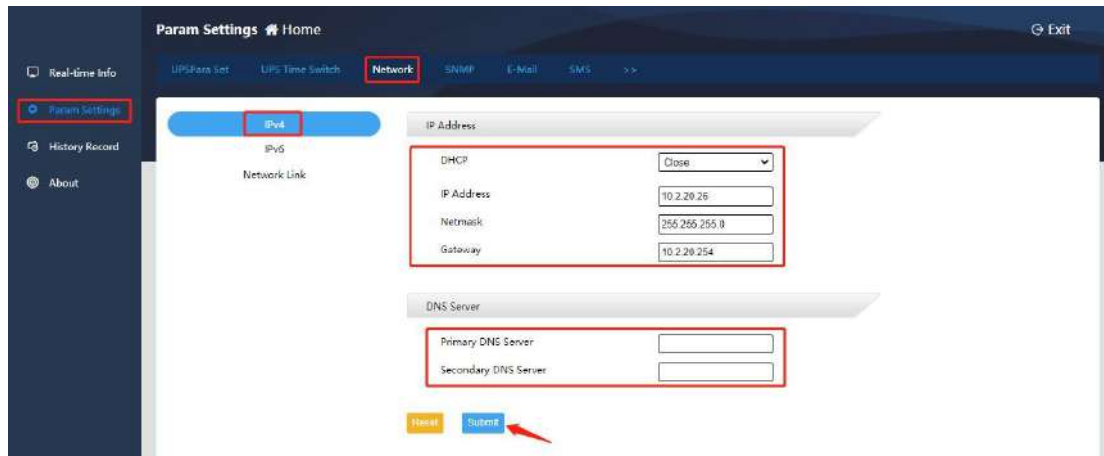 Param Settings Home
Exit
Real-time Info
Param Settings
History Record
About
UPSPara Set UPS Time Switch Network SNMP E-Mail SMS >>
IPv4
IPv6
Network Link
IP Address
DHCP Close
IP Address 10.2.20.26
Netmask 255.255.255.0
Gateway 10.2.20.254
DNS Server
Primary DNS Server
Secondary DNS Server
Reset Submit